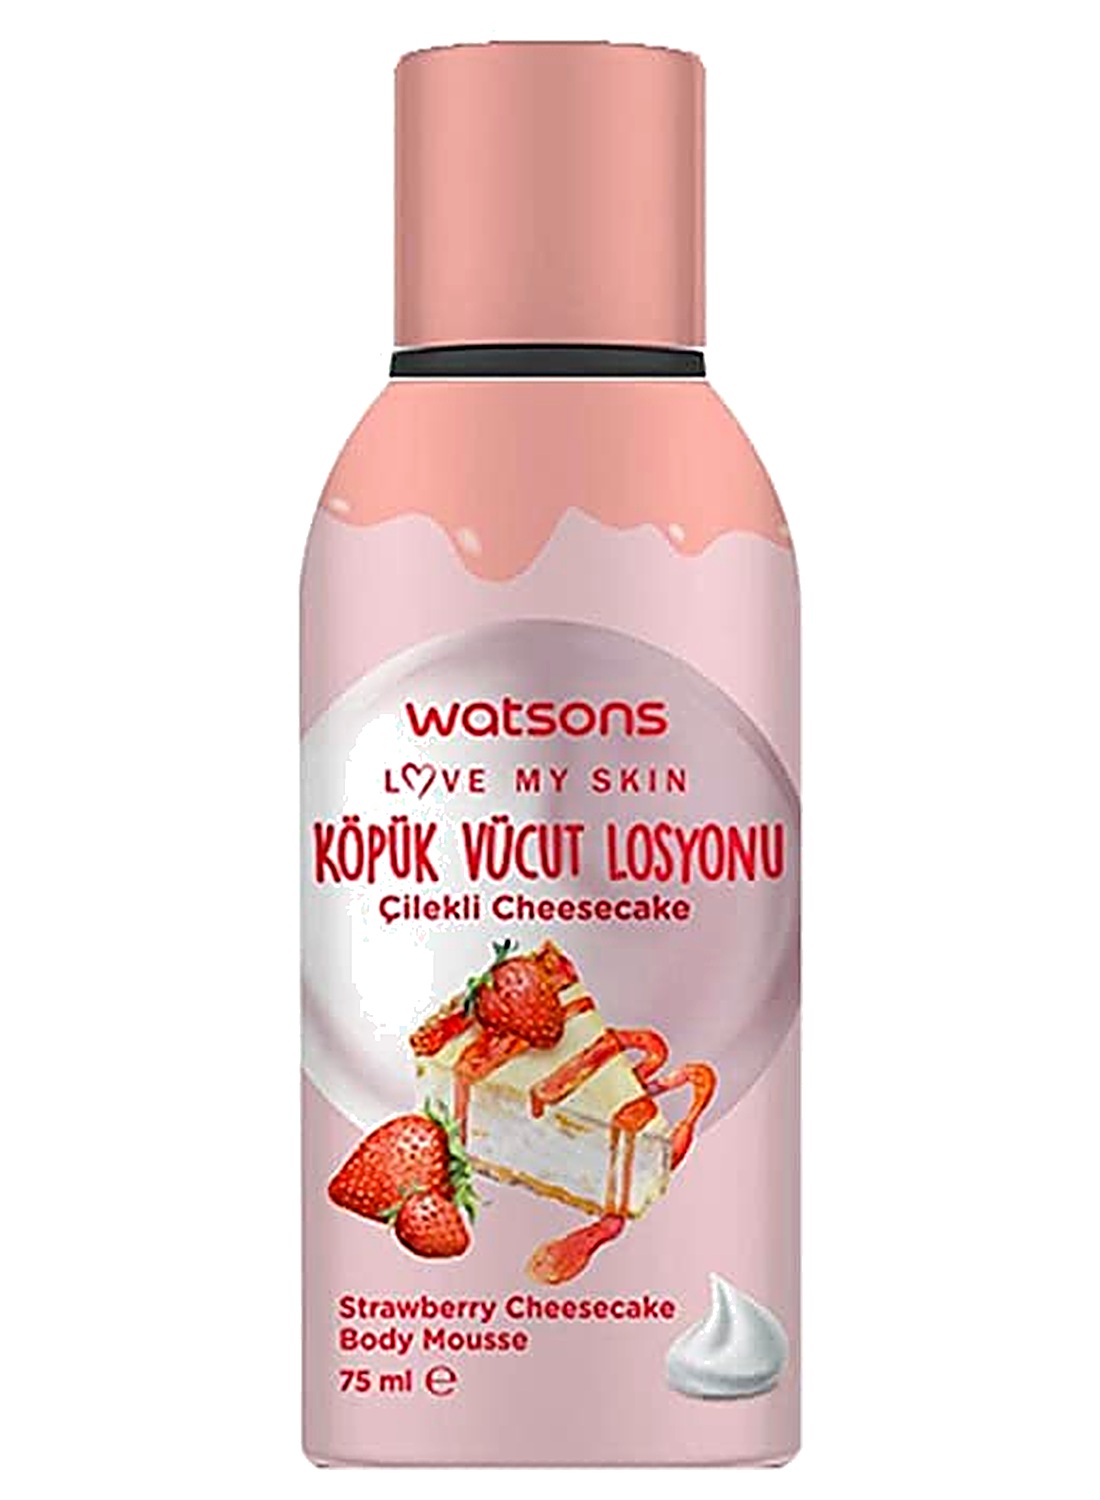 watsons
LOVE MY SKIN
KÖPÜK VÜCUT LOSYONU
Çilekli Cheesecake
Strawberry Cheesecake
Body Mousse
75 ml ℮